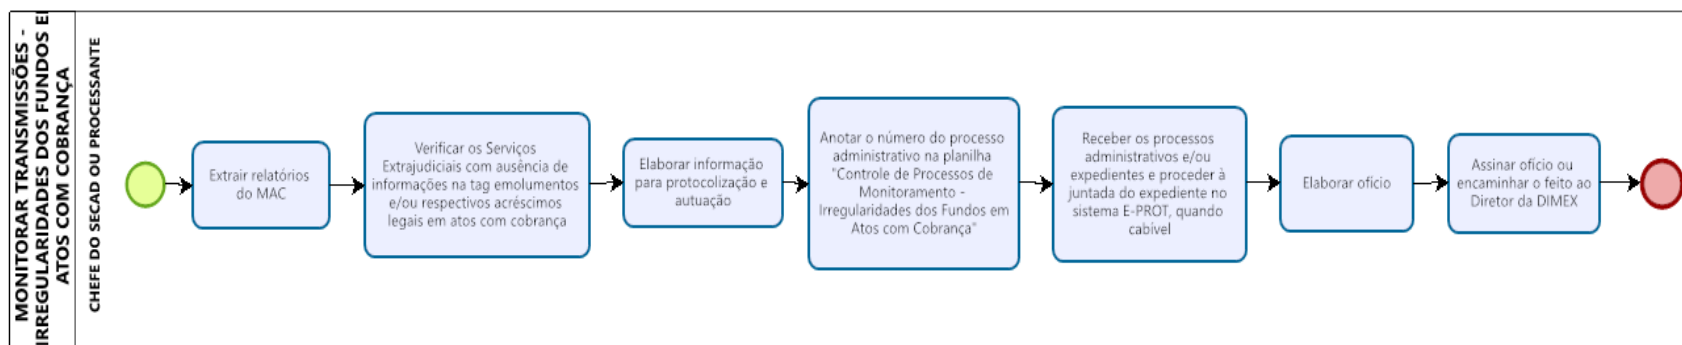 MONITORAR TRANSMISSÕES -
IRREGULARIDADES DOS FUNDOS
ATOS COM COBRANÇA
CHEFE DO SECAD OU PROCESSANTE
Extrair relatórios
do MAC
Verificar os Serviços
Extrajudiciais com ausência de
informações na tag emolumentos
e/ou respectivos acréscimos
legais em atos com cobrança
Elaborar informação
para protocolização e
autuação
Anotar o número do processo
administrativo na planilha
"Controle de Processos de
Monitoramento -
Irregularidades dos Fundos em
Atos com Cobrança"
Receber os processos
administrativos e/ou
expedientes e proceder à
juntada do expediente no
sistema E-PROT, quando
cabível
Elaborar ofício
Assinar ofício ou
encaminhar o feito ao
Diretor da DIMEX